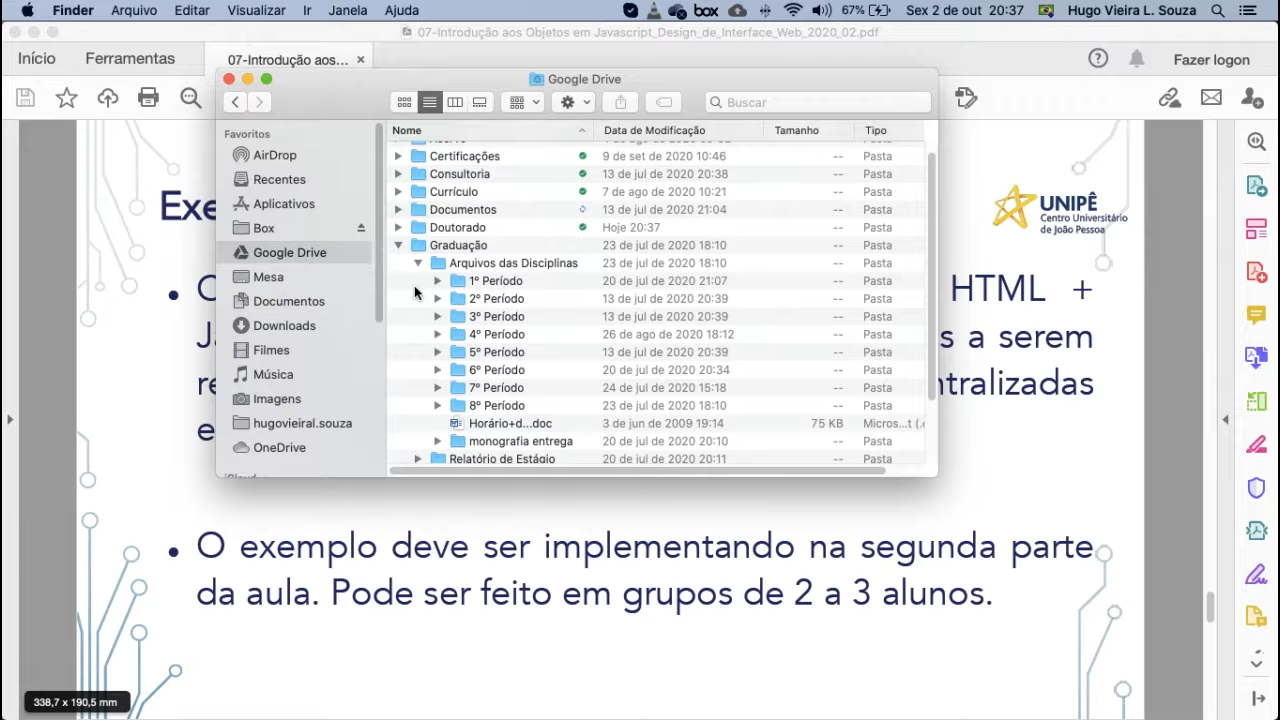 Finder Arquivo Editar Visualizar Ir Janela Ajuda box 67% Sex 2 de out 20:37 Hugo Vieira L. Souza
07-Introdução aos Objetos em Javascript_Design_de_Interface_Web_2020_02.pdf
Início Ferramentas 07-Introdução aos... × Fazer logon
Google Drive
Buscar
Favoritos
AirDrop
Recentes
Aplicativos
Box
Google Drive
Mesa
Documentos
Downloads
Filmes
Música
Imagens
hugovieiral.souza
OneDrive
Nome Data de Modificação Tamanho Tipo
Certificações 9 de set de 2020 10:46 -- Pasta
Consultoria 13 de jul de 2020 20:38 -- Pasta
Currículo 7 de ago de 2020 10:21 -- Pasta
Documentos 13 de jul de 2020 21:04 -- Pasta
Doutorado Hoje 20:37 -- Pasta
Graduação 23 de jul de 2020 18:10 -- Pasta
Arquivos das Disciplinas 23 de jul de 2020 18:10 -- Pasta
1º Período 20 de jul de 2020 21:07 -- Pasta
2º Período 13 de jul de 2020 20:39 -- Pasta
3º Período 13 de jul de 2020 20:39 -- Pasta
4º Período 26 de ago de 2020 18:12 -- Pasta
5º Período 13 de jul de 2020 20:39 -- Pasta
6º Período 20 de jul de 2020 20:34 -- Pasta
7º Período 24 de jul de 2020 15:18 -- Pasta
8º Período 23 de jul de 2020 18:10 -- Pasta
Horário+d...doc 3 de jun de 2009 19:14 75 KB Micros...t (.
monografia entrega 20 de jul de 2020 20:10 -- Pasta
Relatório de Estágio 20 de jul de 2020 20:11 -- Pasta
Exe
UNIPÊ
Centro Universitário
de João Pessoa
• HTML +
s a serem
re ntralizadas
e
• O exemplo deve ser implementando na segunda parte
da aula. Pode ser feito em grupos de 2 a 3 alunos.
338,7 x 190,5 mm